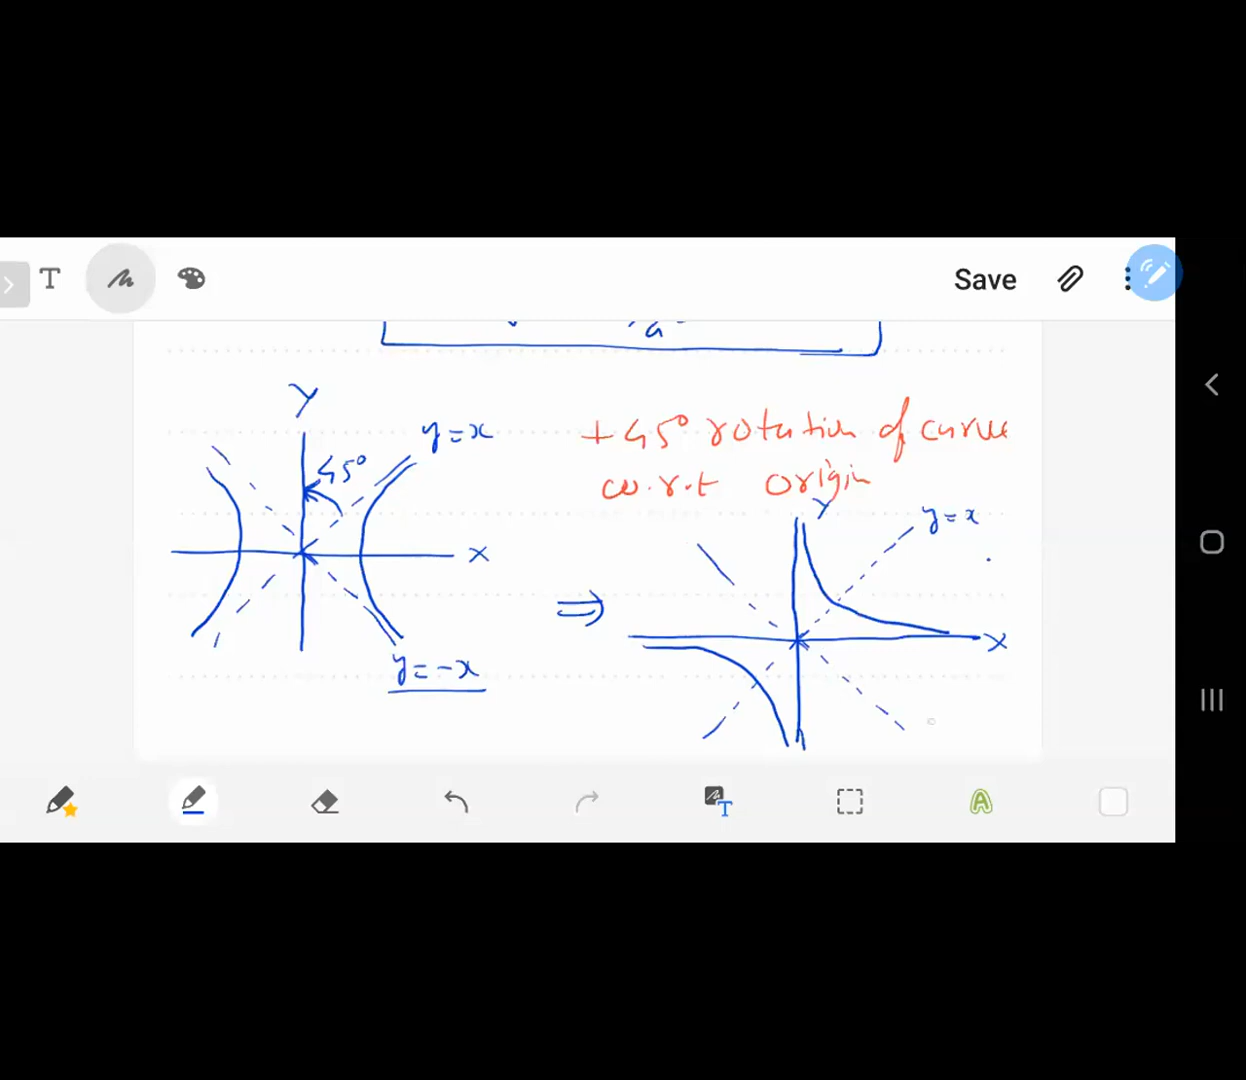 T
Save
a
Y
y=x
45°
+45° rotation of curve
w.r.t origin
Y
y=x
X
⇒
X
y=-x
T
A